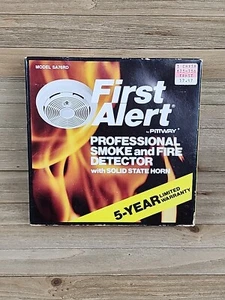 MODEL SA76RD
First
Alert®
by PITTWAY®
PROFESSIONAL
SMOKE and FIRE
DETECTOR
with SOLID STATE HORN
5-YEAR LIMITED
WARRANTY